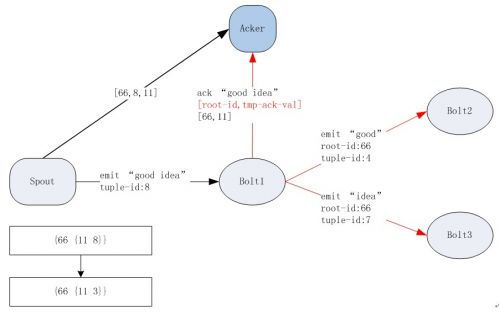 Acker
[66,8,11]
ack “good idea”
[root-id,tmp-ack-val]
[66,11]
emit “good”
root-id:66
tuple-id:4
Bolt2
Spout
emit “good idea”
tuple-id:8
Bolt1
emit “idea”
root-id:66
tuple-id:7
Bolt3
{66 {11 8}}
{66 {11 3}}